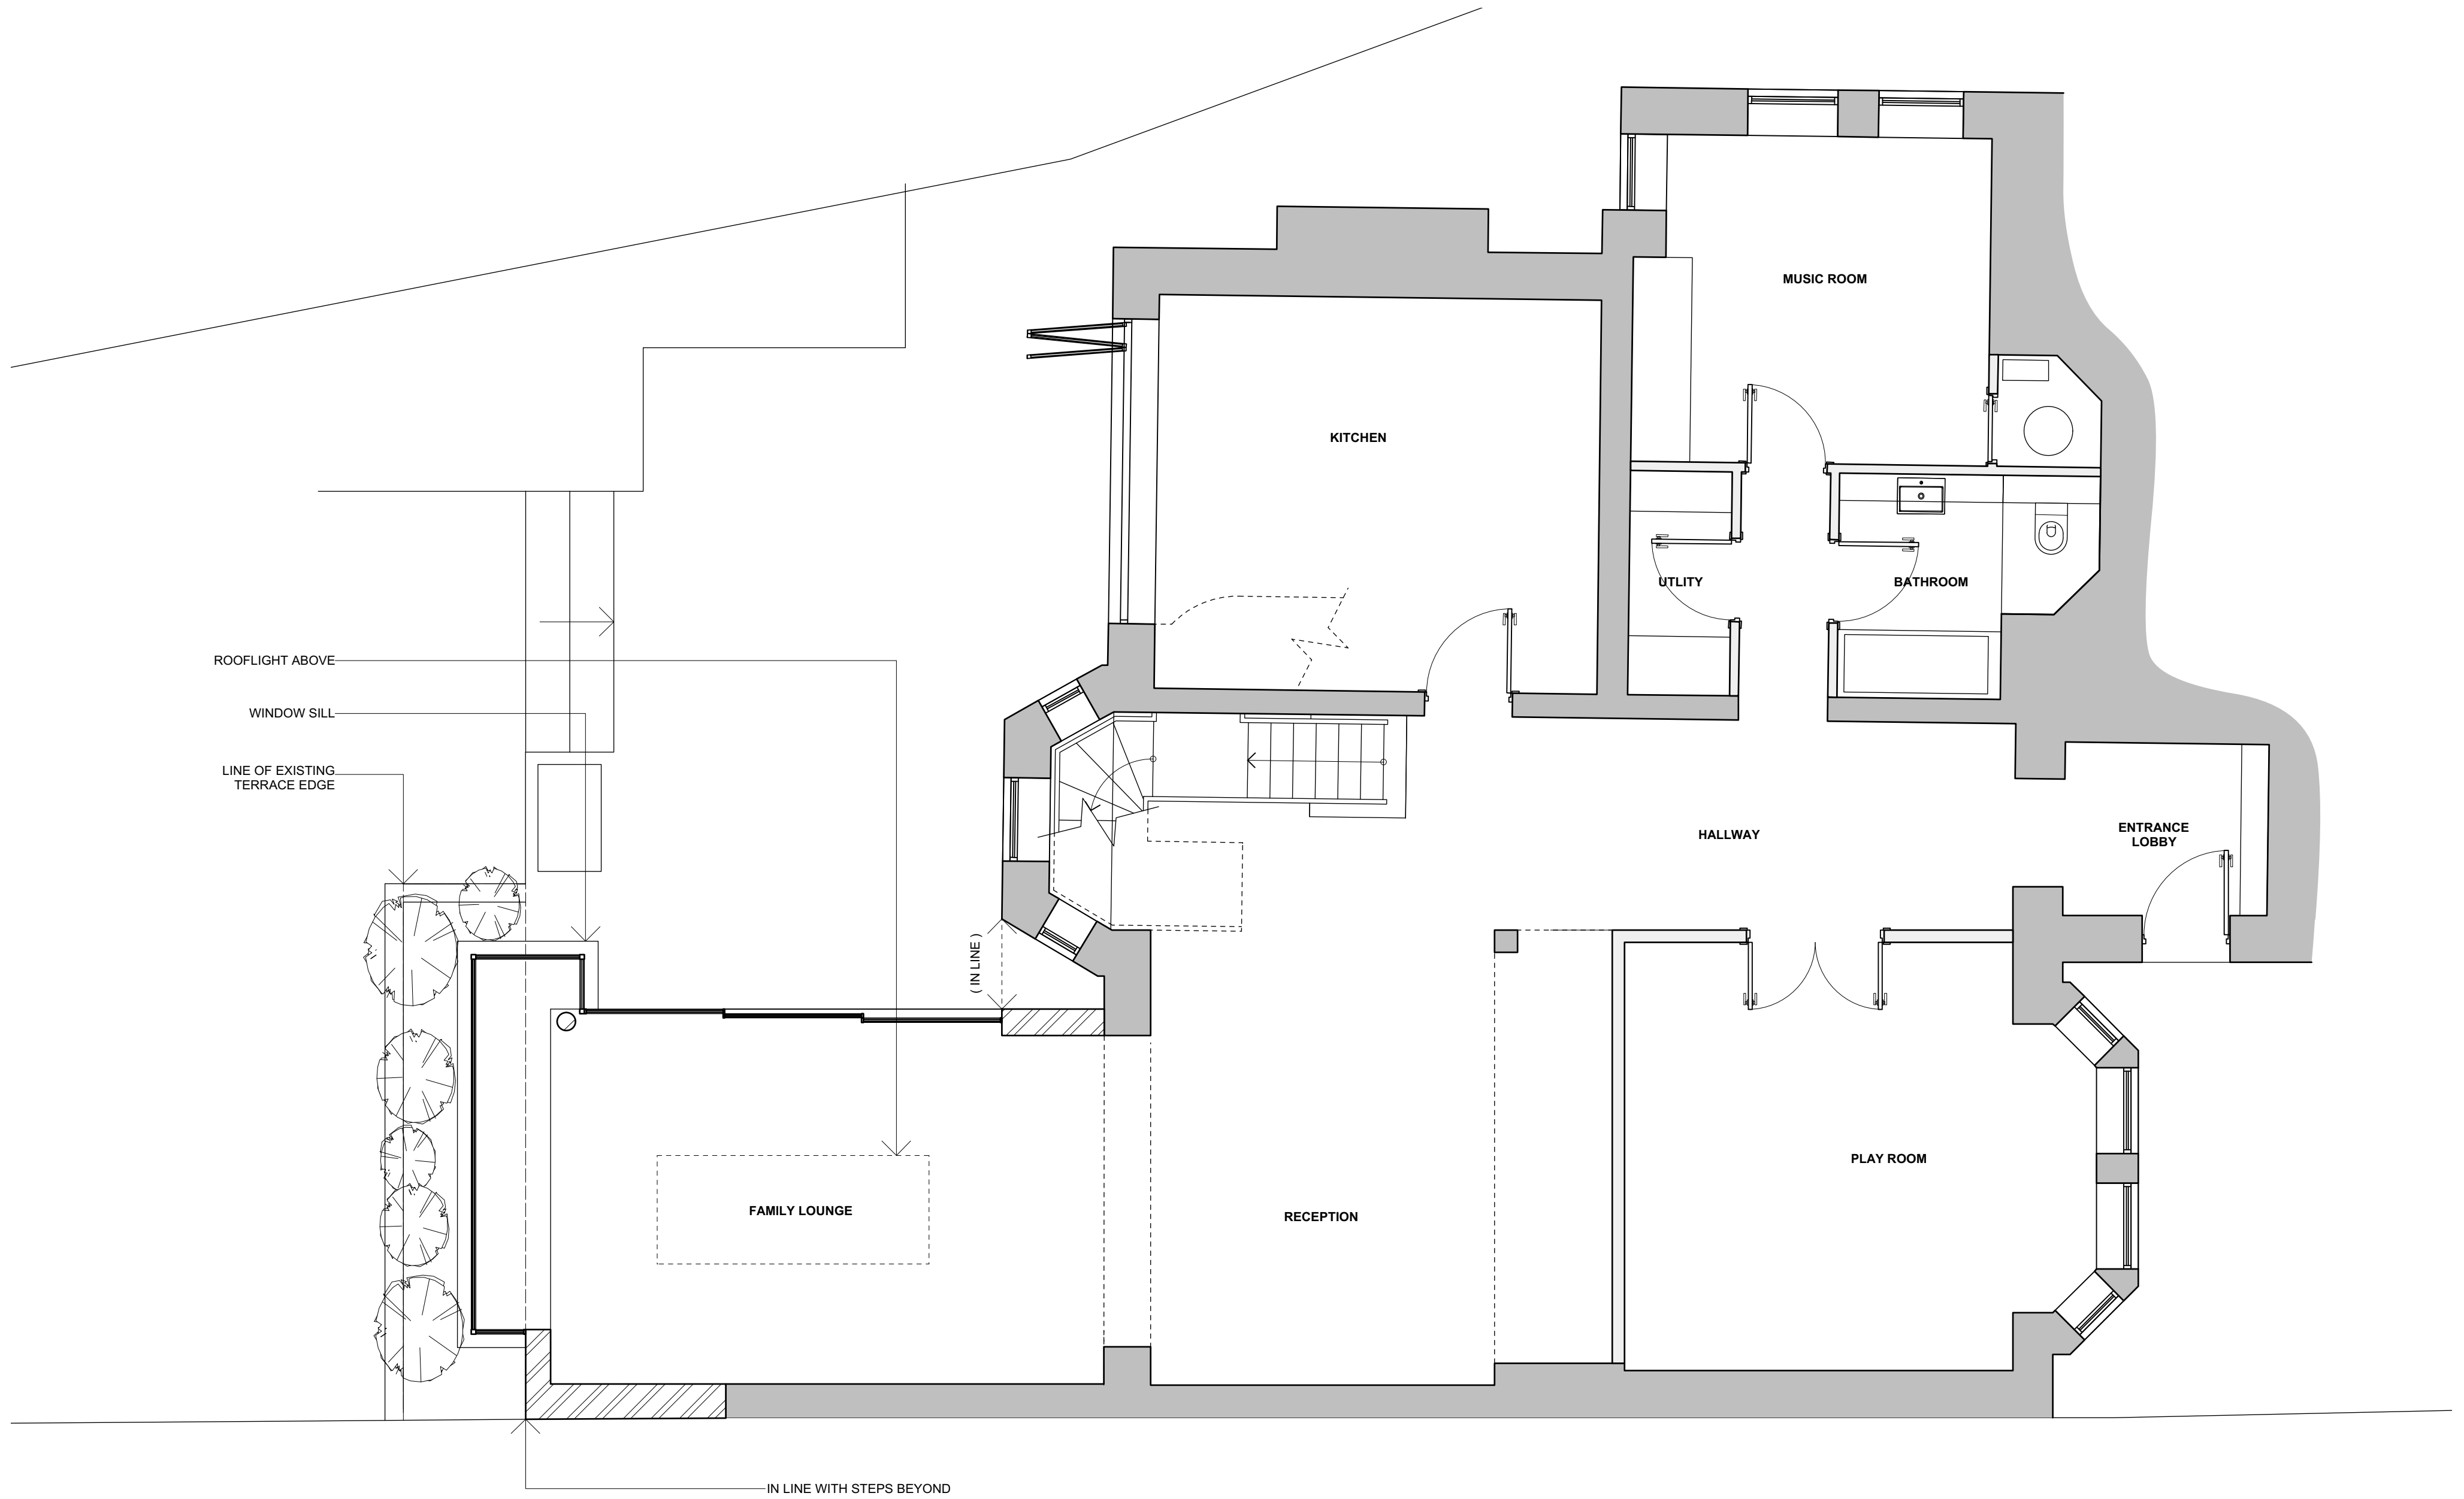 MUSIC ROOM
KITCHEN
UTLITY
BATHROOM
ROOFLIGHT ABOVE
WINDOW SILL
LINE OF EXISTING
TERRACE EDGE
HALLWAY
ENTRANCE
LOBBY
( IN LINE )
PLAY ROOM
FAMILY LOUNGE
RECEPTION
IN LINE WITH STEPS BEYOND